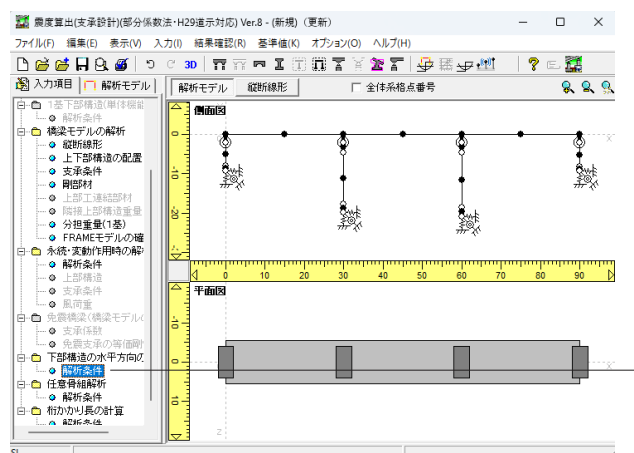 震度算出(支承設計)(部分係数法・H29道示対応) Ver.8 - (新規) (更新)
ファイル(F) 編集(E) 表示(V) 入力(I) 結果確認(R) 基準値(K) オプション(O) ヘルプ(H)
3D
入力項目 解析モデル
解析モデル 縦断線形 全体系格点番号
1基下部構造(単体機能
解析条件
橋梁モデルの解析
縦断線形
上下部構造の配置
支承条件
剛部材
上部工連結部材
隣接上部構造重量
分担重量(1基)
FRAMEモデルの確
永続・変動作用時の解
解析条件
上部構造
支承条件
風荷重
免震橋梁(橋梁モデル
支承係数
免震支承の等価剛
下部構造の水平方向の
解析条件
任意骨組解析
解析条件
桁かかり長の計算
解析条件
側面図
0
10
20
x
0 10 20 30 40 50 60 70 80 90
平面図
-10
0
10
x
z